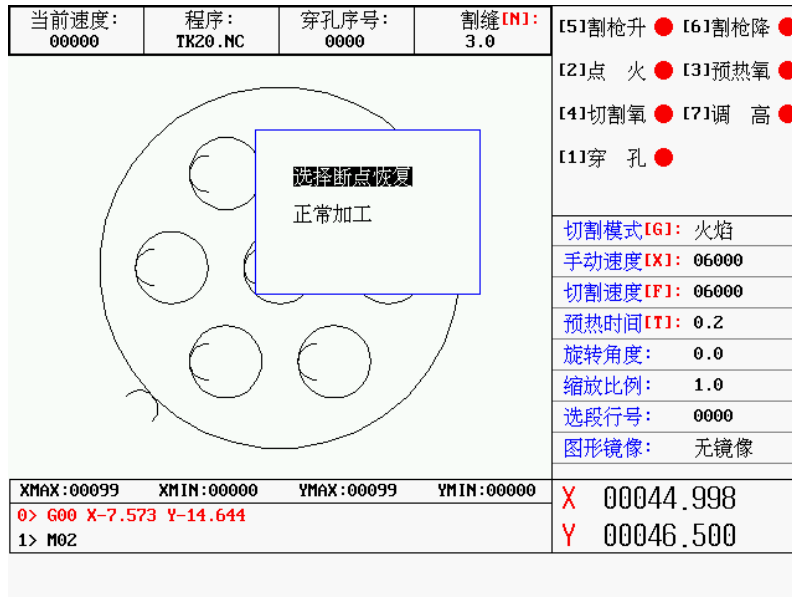 当前速度: 程序: 穿孔序号: 割缝[N]:
00000 TK20.NC 0000 3.0
[5]割枪升 [6]割枪降
[2]点 火 [3]预热氧
[4]切割氧 [7]调 高
[1]穿 孔
选择断点恢复
正常加工
切割模式[G]: 火焰
手动速度[X]: 06000
切割速度[F]: 06000
预热时间[T]: 0.2
旋转角度: 0.0
缩放比例: 1.0
选段行号: 0000
图形镜像: 无镜像
XMAX:00099 XMIN:00000 YMAX:00099 YMIN:00000
0> G00 X-7.573 Y-14.644
1> M02
X 00044.998
Y 00046.500